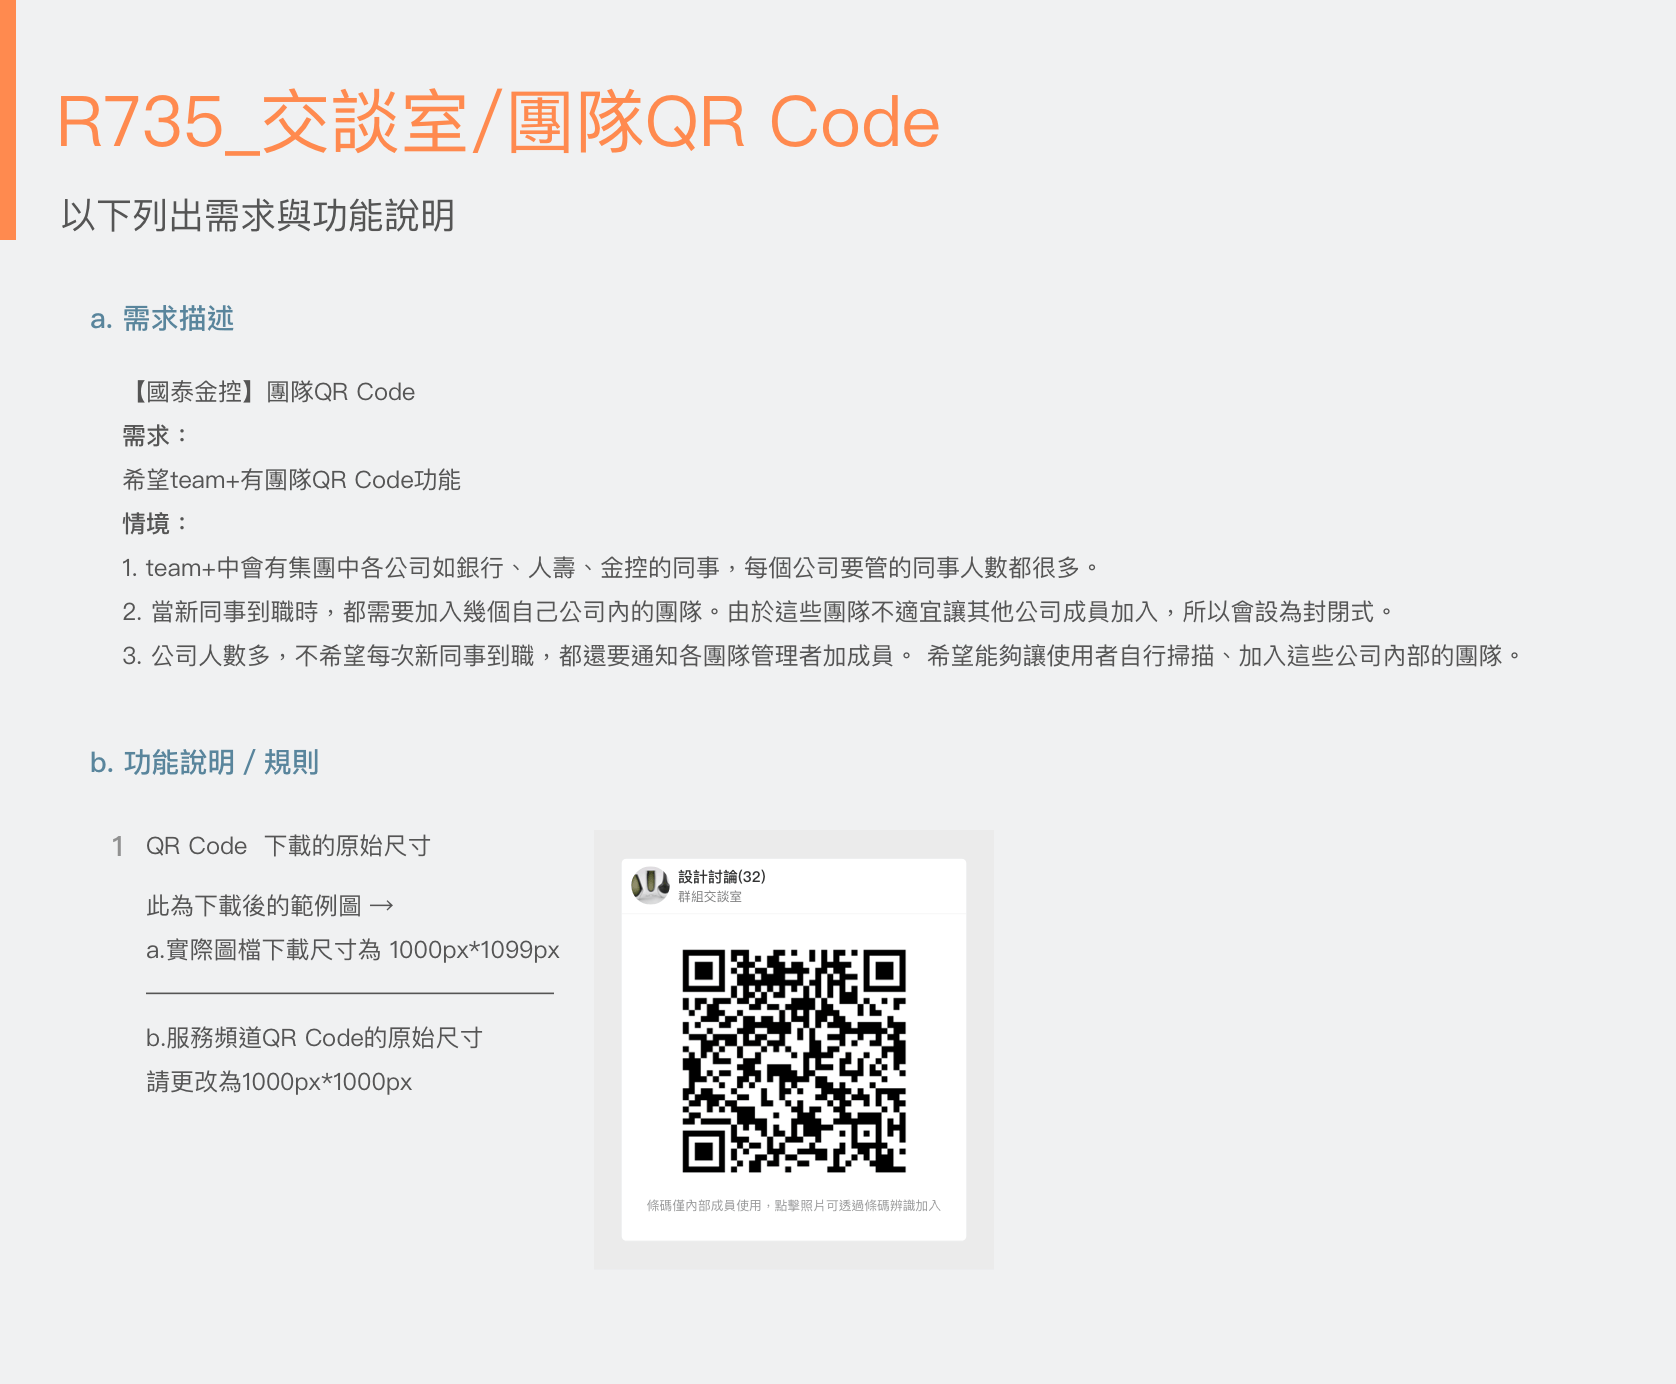 R735_交談室/團隊QR Code
以下列出需求與功能說明
a. 需求描述
【國泰金控】團隊QR Code
需求：
希望team+有團隊QR Code功能
情境：
1. team+中會有集團中各公司如銀行、人壽、金控的同事，每個公司要管的同事人數都很多。
2. 當新同事到職時，都需要加入幾個自己公司內的團隊。由於這些團隊不適宜讓其他公司成員加入，所以會設為封閉式。
3. 公司人數多，不希望每次新同事到職，都還要通知各團隊管理者加成員。 希望能夠讓使用者自行掃描、加入這些公司內部的團隊。
b. 功能說明 / 規則
1 QR Code 下載的原始尺寸
此為下載後的範例圖 →
a.實際圖檔下載尺寸為 1000px*1099px
b.服務頻道QR Code的原始尺寸
請更改為1000px*1000px
設計討論(32)
群組交談室
條碼僅內部成員使用，點擊照片可透過條碼辨識加入